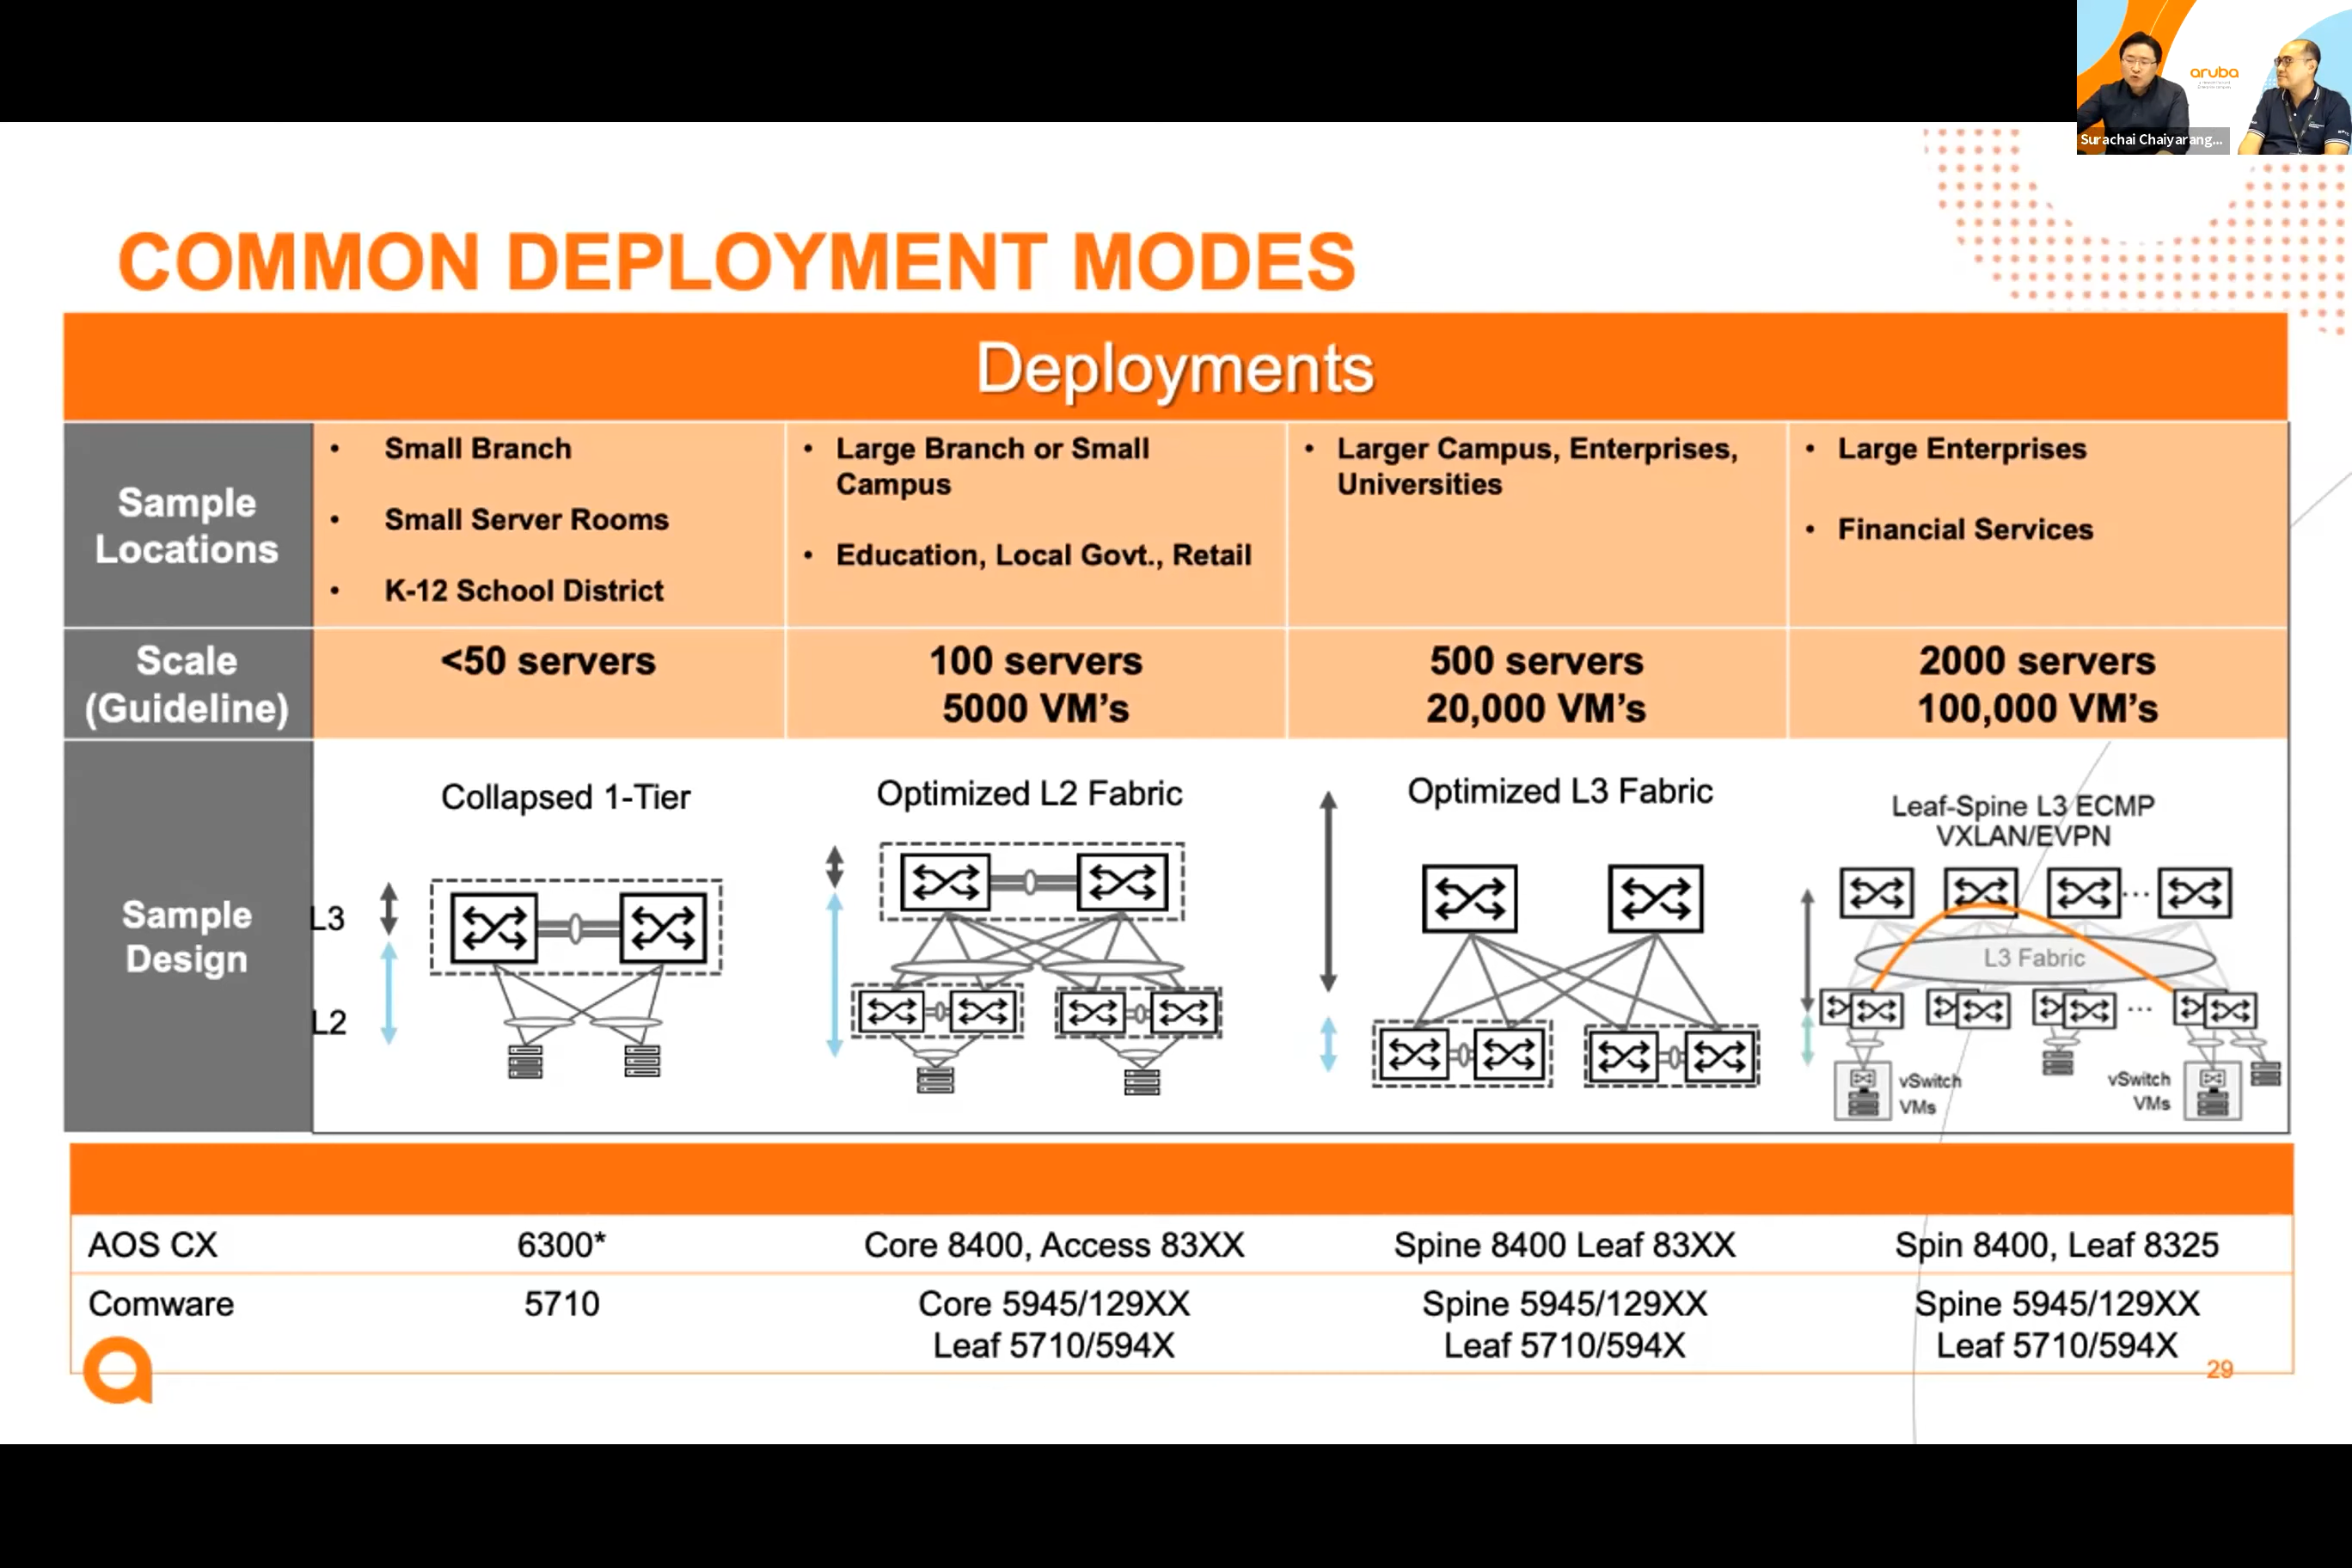 aruba
Surachai Chaiyarang...
COMMON DEPLOYMENT MODES
Deployments
Sample
Locations
• Small Branch
• Small Server Rooms
• K-12 School District
• Large Branch or Small
Campus
• Education, Local Govt., Retail
• Larger Campus, Enterprises,
Universities
• Large Enterprises
• Financial Services
Scale
(Guideline)
<50 servers
100 servers
5000 VM’s
500 servers
20,000 VM’s
2000 servers
100,000 VM’s
Sample
Design
Collapsed 1-Tier
L3
L2
Optimized L2 Fabric
Optimized L3 Fabric
Leaf-Spine L3 ECMP
VXLAN/EVPN
L3 Fabric
vSwitch
VMs
vSwitch
VMs
AOS CX
6300*
Core 8400, Access 83XX
Spine 8400 Leaf 83XX
Spin 8400, Leaf 8325
Comware
5710
Core 5945/129XX
Leaf 5710/594X
Spine 5945/129XX
Leaf 5710/594X
Spine 5945/129XX
Leaf 5710/594X
29